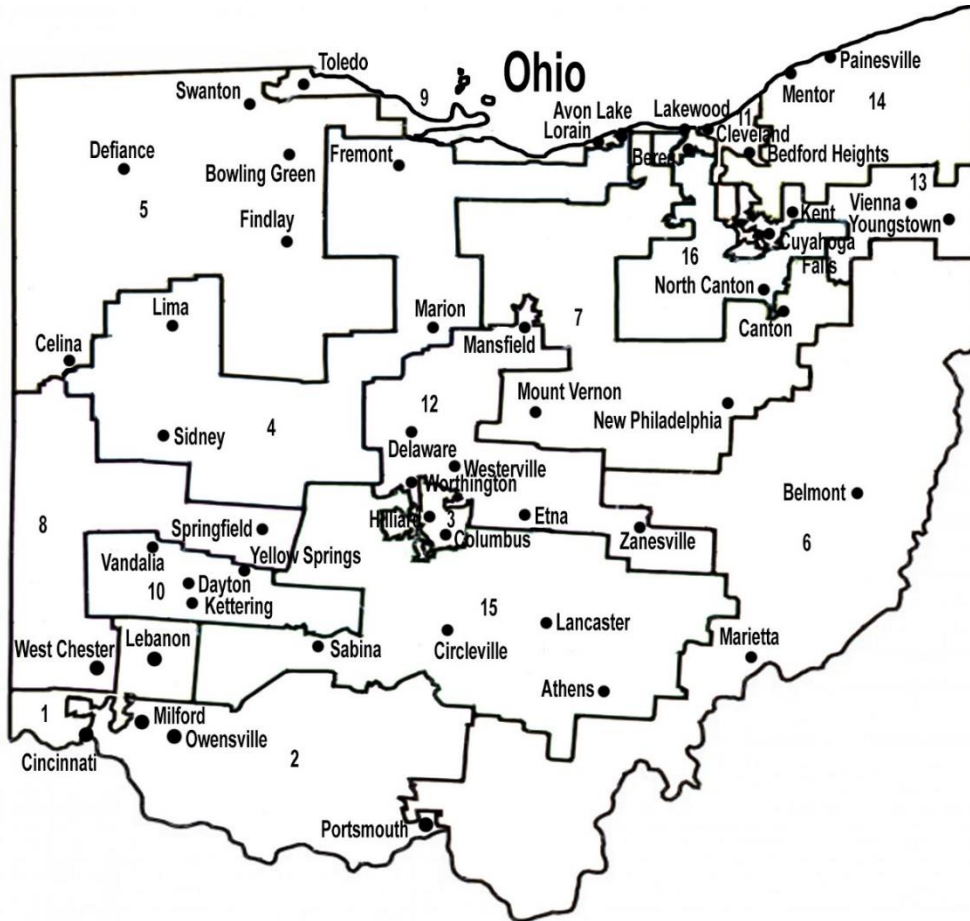 Ohio
Toledo
Painesville
Swanton
9
Avon Lake
Lakewood
Mentor
14
Lorain
11
Cleveland
Defiance
Bowling Green
Fremont
Bedford Heights
5
13
Vienna
Kent
Findlay
Youngstown
Cuyahoga
16
Falls
North Canton
Lima
Marion
7
Canton
Celina
Mansfield
Mount Vernon
12
New Philadelphia
4
Sidney
Delaware
Westerville
Worthington
Belmont
8
Springfield
3
Etna
Columbus
Zanesville
6
Vandalia
Yellow Springs
Dayton
10
Kettering
15
Lancaster
Lebanon
West Chester
Sabina
Circleville
Marietta
Athens
1
Milford
Owensville
2
Cincinnati
Portsmouth